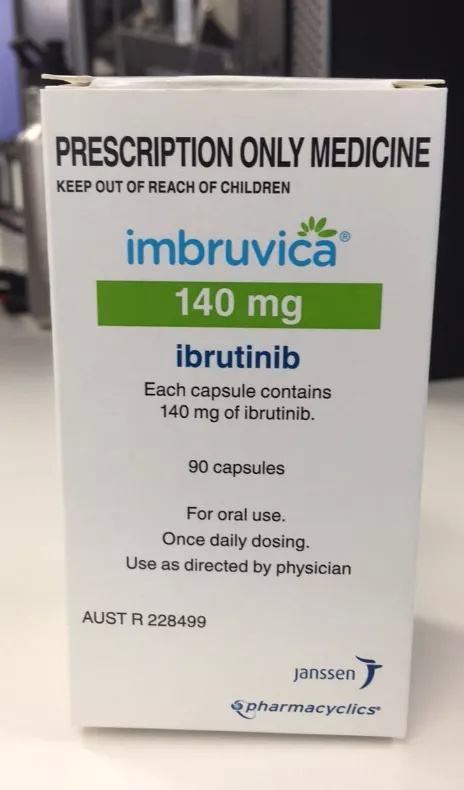 PRESCRIPTION ONLY MEDICINE
KEEP OUT OF REACH OF CHILDREN
imbruvica®
140 mg
ibrutinib
Each capsule contains
140 mg of ibrutinib.
90 capsules
For oral use.
Once daily dosing.
Use as directed by physician
AUST R 228499
janssen
pharmacyclics®